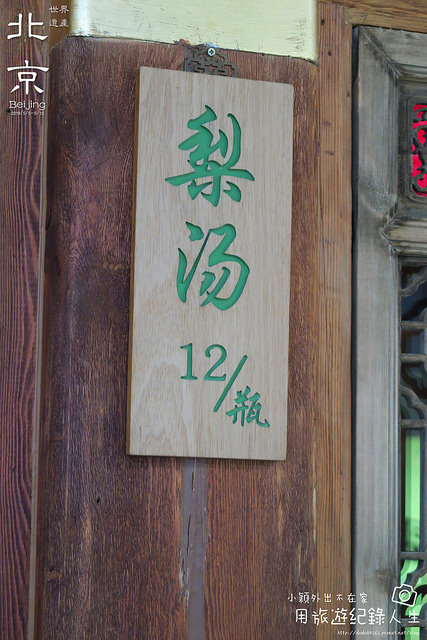 世界
遺產
北
京
Beijing
梨
汤
12/瓶
小穎外出不在家
用旅遊紀錄人生